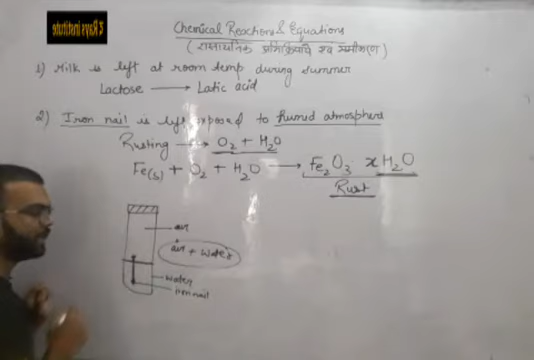 Z Rays institute
Chemical Reactions & Equations
(रासायनिक अभिक्रियाएँ एवं समीकरण)
1) Milk is left at room temp during summer
Lactose ⟶ Latic acid
2) Iron nail is left exposed to humid atmosphere
Rusting ⟶ O₂ + H₂O
Fe(s) + O₂ + H₂O ⟶ Fe₂O₃ · xH₂O
Rust
air
air + water
water
iron nail